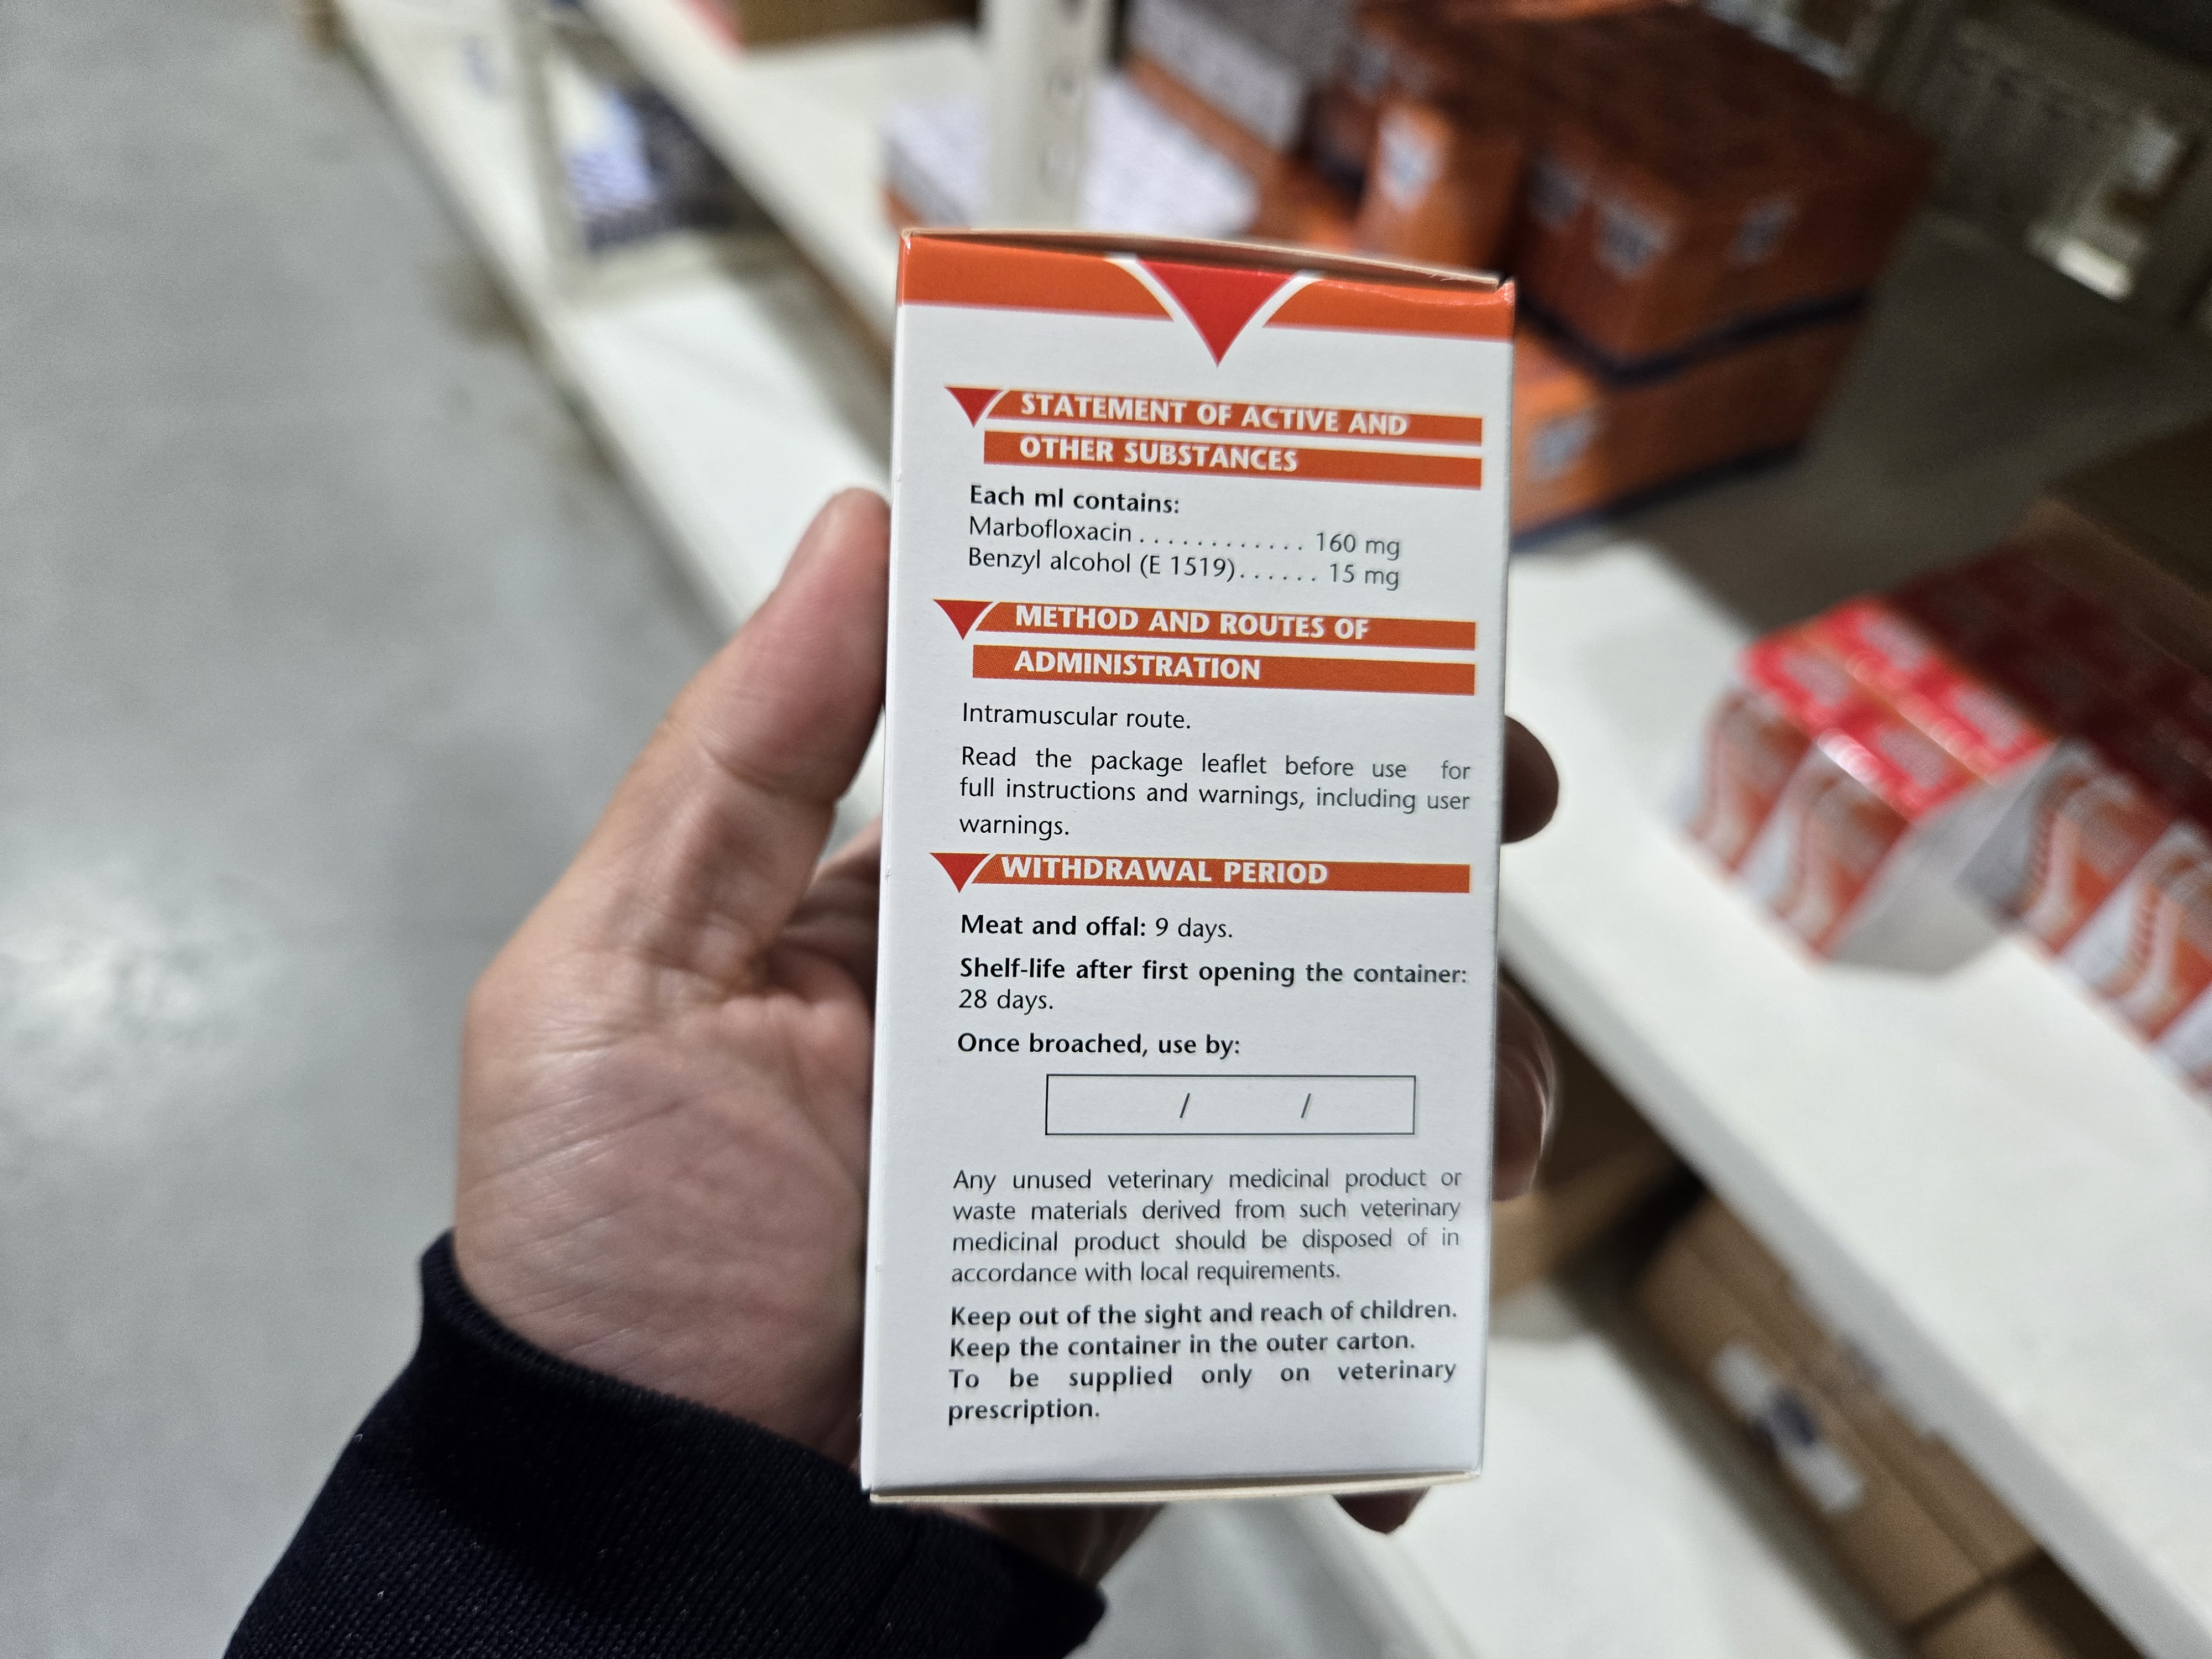 STATEMENT OF ACTIVE AND
OTHER SUBSTANCES
Each ml contains:
Marbofloxacin............ 160 mg
Benzyl alcohol (E 1519)...... 15 mg
METHOD AND ROUTES OF
ADMINISTRATION
Intramuscular route.
Read the package leaflet before use for
full instructions and warnings, including user
warnings.
WITHDRAWAL PERIOD
Meat and offal: 9 days.
Shelf-life after first opening the container:
28 days.
Once broached, use by:
/ /
Any unused veterinary medicinal product or
waste materials derived from such veterinary
medicinal product should be disposed of in
accordance with local requirements.
Keep out of the sight and reach of children.
Keep the container in the outer carton.
To be supplied only on veterinary
prescription.